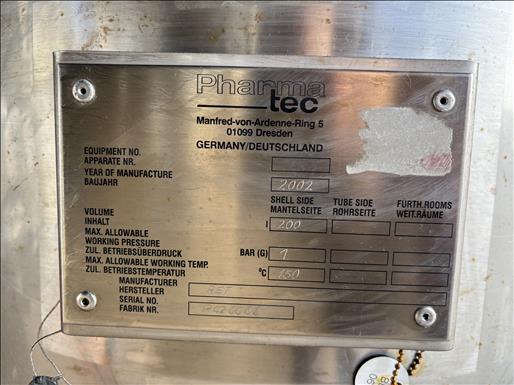 Pharma
tec
Manfred-von-Ardenne-Ring 5
01099 Dresden
GERMANY/DEUTSCHLAND
EQUIPMENT NO.
APPARATE NR.
YEAR OF MANUFACTURE
BAUJAHR 2002
SHELL SIDE TUBE SIDE FURTH.ROOMS
MANTELSEITE ROHRSEITE WEIT.RÄUME
VOLUME
INHALT l 200
MAX. ALLOWABLE
WORKING PRESSURE
ZUL. BETRIEBSÜBERDRUCK BAR (G)
MAX. ALLOWABLE WORKING TEMP.
ZUL. BETRIEBSTEMPERATUR °C 150
MANUFACTURER
HERSTELLER
SERIAL NO.
FABRIK NR.